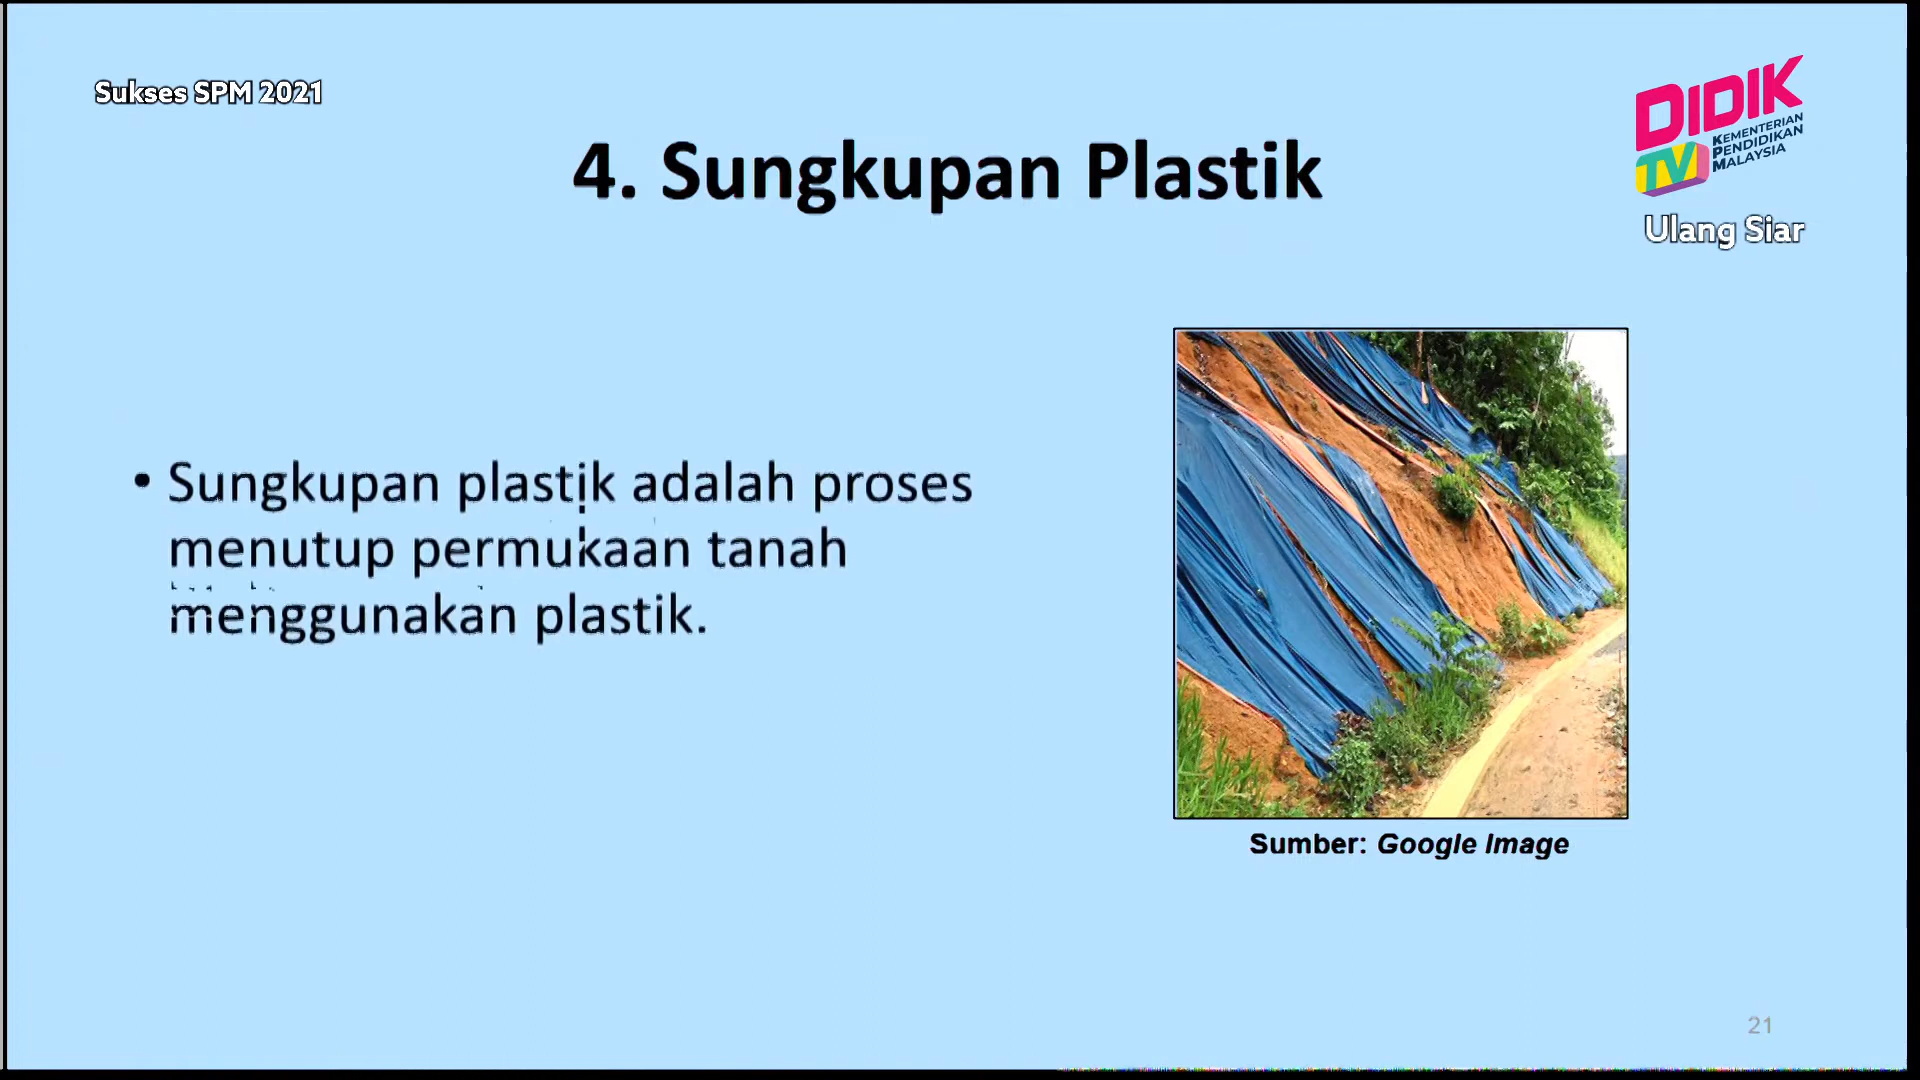 Sukses SPM 2021
DIDIK
TV
KEMENTERIAN
PENDIDIKAN
MALAYSIA
Ulang Siar
4. Sungkupan Plastik
• Sungkupan plastik adalah proses
menutup permukaan tanah
menggunakan plastik.
Sumber: Google Image
21